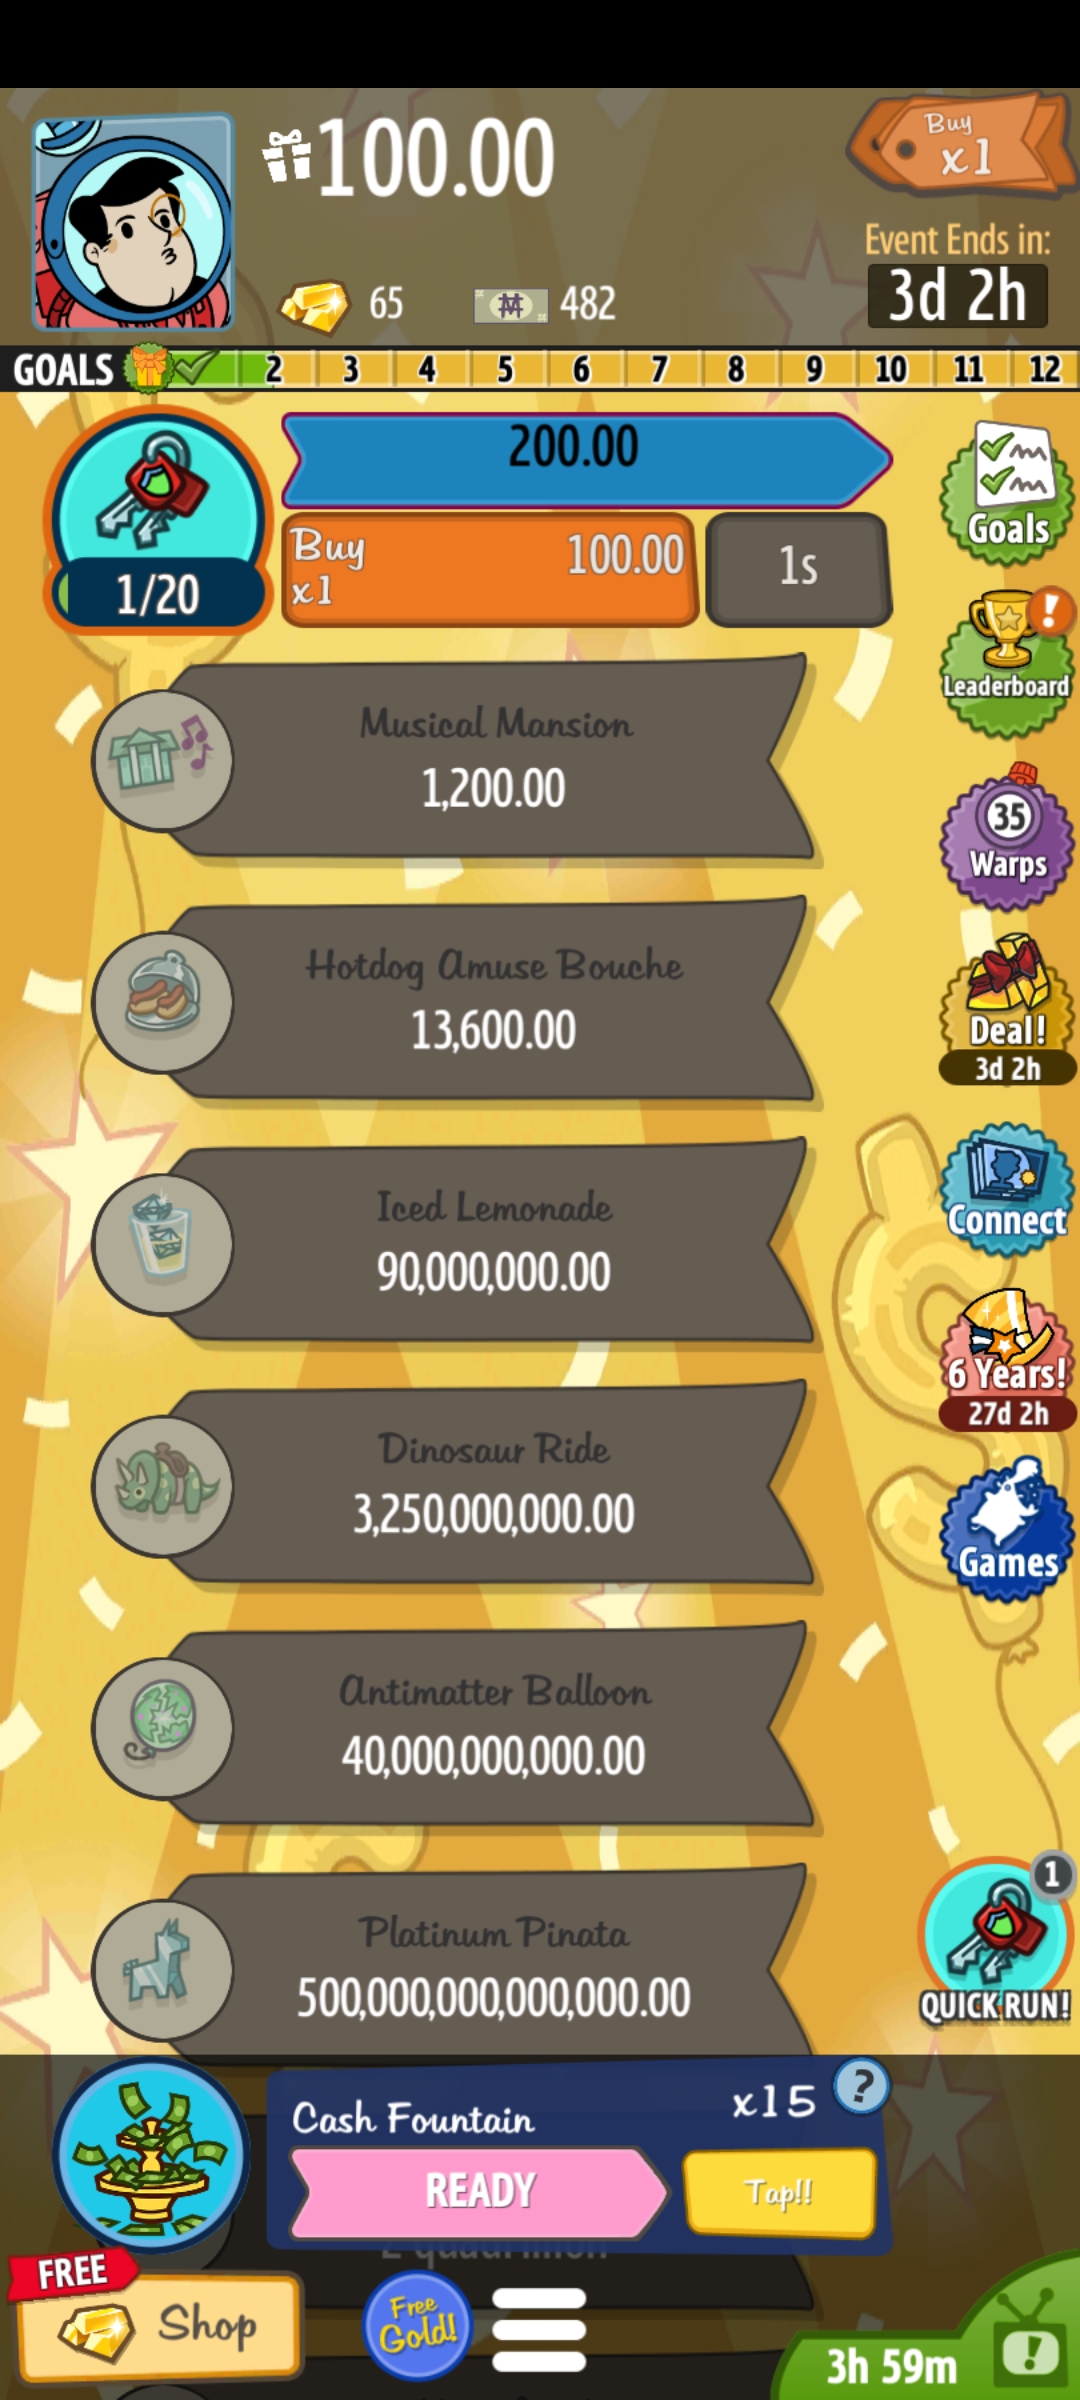 100.00
Buy
x1
Event Ends in:
3d 2h
65
482
GOALS
2 3 4 5 6 7 8 9 10 11 12
200.00
Buy
x1
100.00
1s
1/20
Goals
Leaderboard
!
Musical Mansion
1,200.00
35
Warps
Hotdog Amuse Bouche
13,600.00
Deal!
3d 2h
Iced Lemonade
90,000,000.00
Connect
Dinosaur Ride
3,250,000,000.00
6 Years!
27d 2h
Games
Antimatter Balloon
40,000,000,000.00
Platinum Pinata
500,000,000,000,000.00
1
QUICK RUN!
Cash Fountain
x15
?
READY
Tap!!
FREE
Shop
Free
Gold!
3h 59m
!